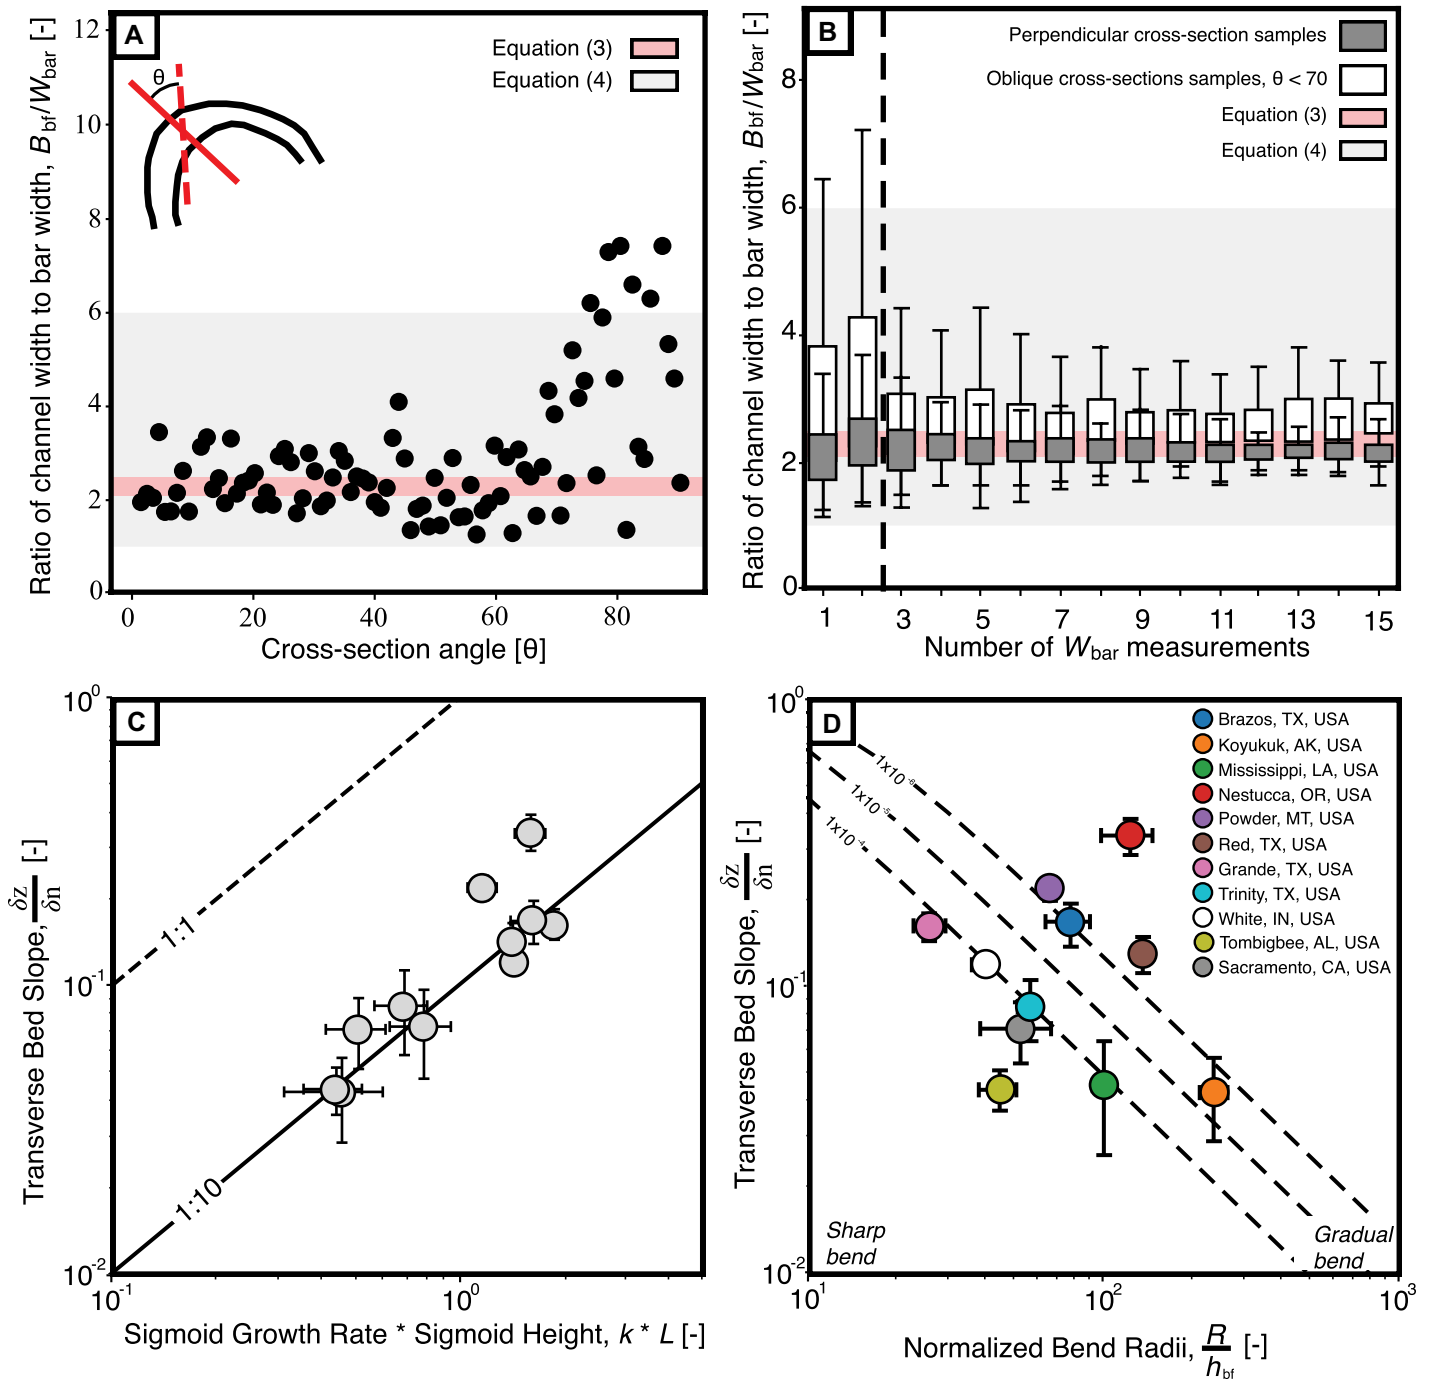 A
Equation (3)
Equation (4)
θ
12
10
8
6
4
2
0
0
20
40
60
80
Ratio of channel width to bar width, Bbf/Wbar [-]
Cross-section angle [θ]
B
Perpendicular cross-section samples
Oblique cross-sections samples, θ < 70
Equation (3)
Equation (4)
8
6
4
2
0
1
3
5
7
9
11
13
15
Ratio of channel width to bar width, Bbf/Wbar [-]
Number of Wbar measurements
C
10^0
10^-1
10^-2
10^-1
10^0
1:1
1:10
Transverse Bed Slope, δz/δn [-]
Sigmoid Growth Rate * Sigmoid Height, k * L [-]
D
Brazos, TX, USA
Koyukuk, AK, USA
Mississippi, LA, USA
Nestucca, OR, USA
Powder, MT, USA
Red, TX, USA
Grande, TX, USA
Trinity, TX, USA
White, IN, USA
Tombigbee, AL, USA
Sacramento, CA, USA
1x10^-6
1x10^-5
1x10^-4
10^0
10^-1
10^-2
10^1
10^2
10^3
Sharp
bend
Gradual
bend
Transverse Bed Slope, δz/δn [-]
Normalized Bend Radii, R/hbf [-]